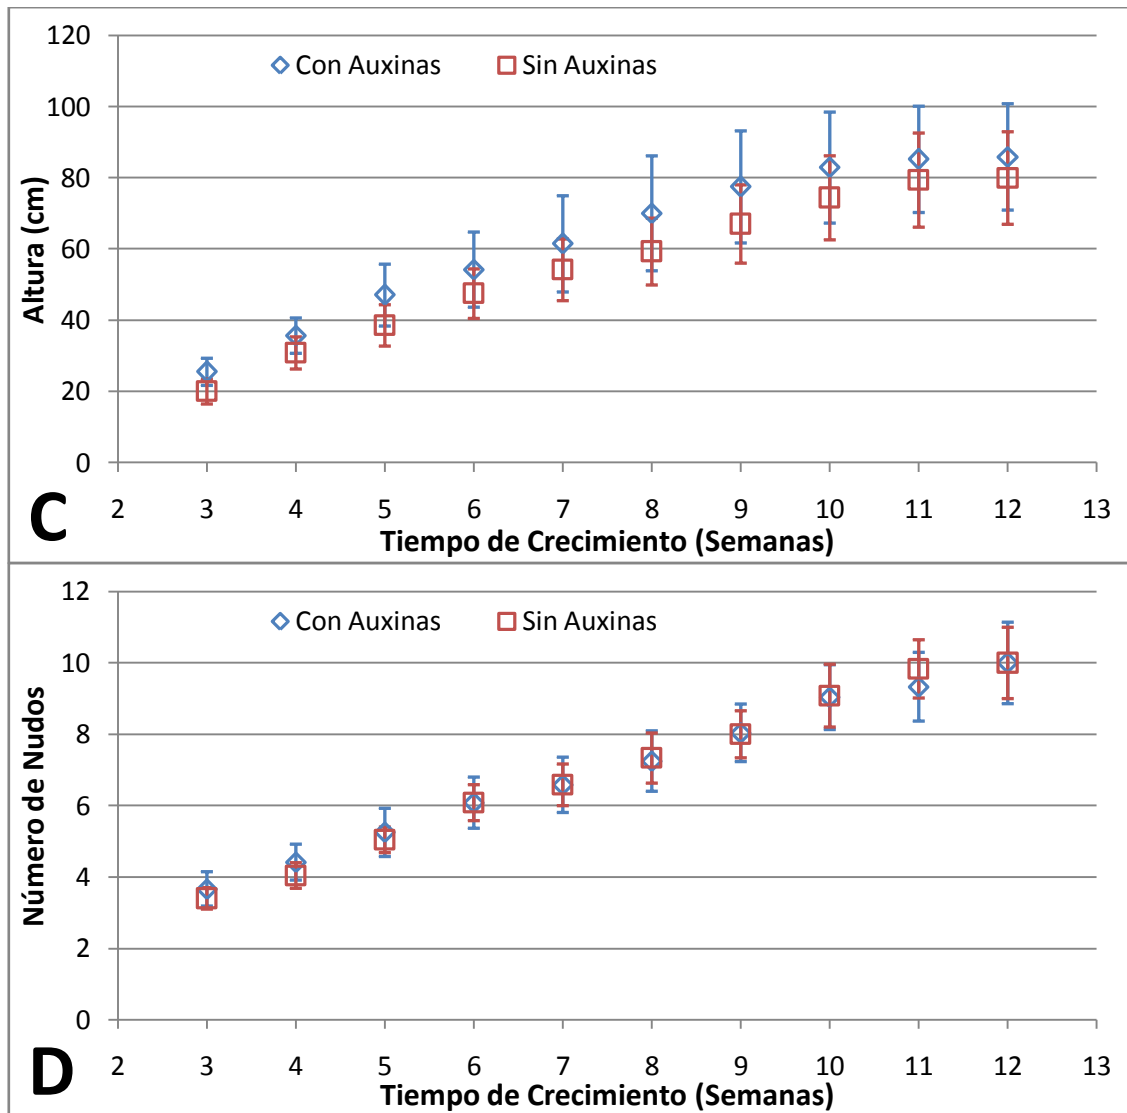 120
Con Auxinas
Sin Auxinas
100
80
60
40
20
0
Altura (cm)
2 3 4 5 6 7 8 9 10 11 12 13
Tiempo de Crecimiento (Semanas)
C
12
Con Auxinas
Sin Auxinas
10
8
6
4
2
0
Número de Nudos
2 3 4 5 6 7 8 9 10 11 12 13
Tiempo de Crecimiento (Semanas)
D